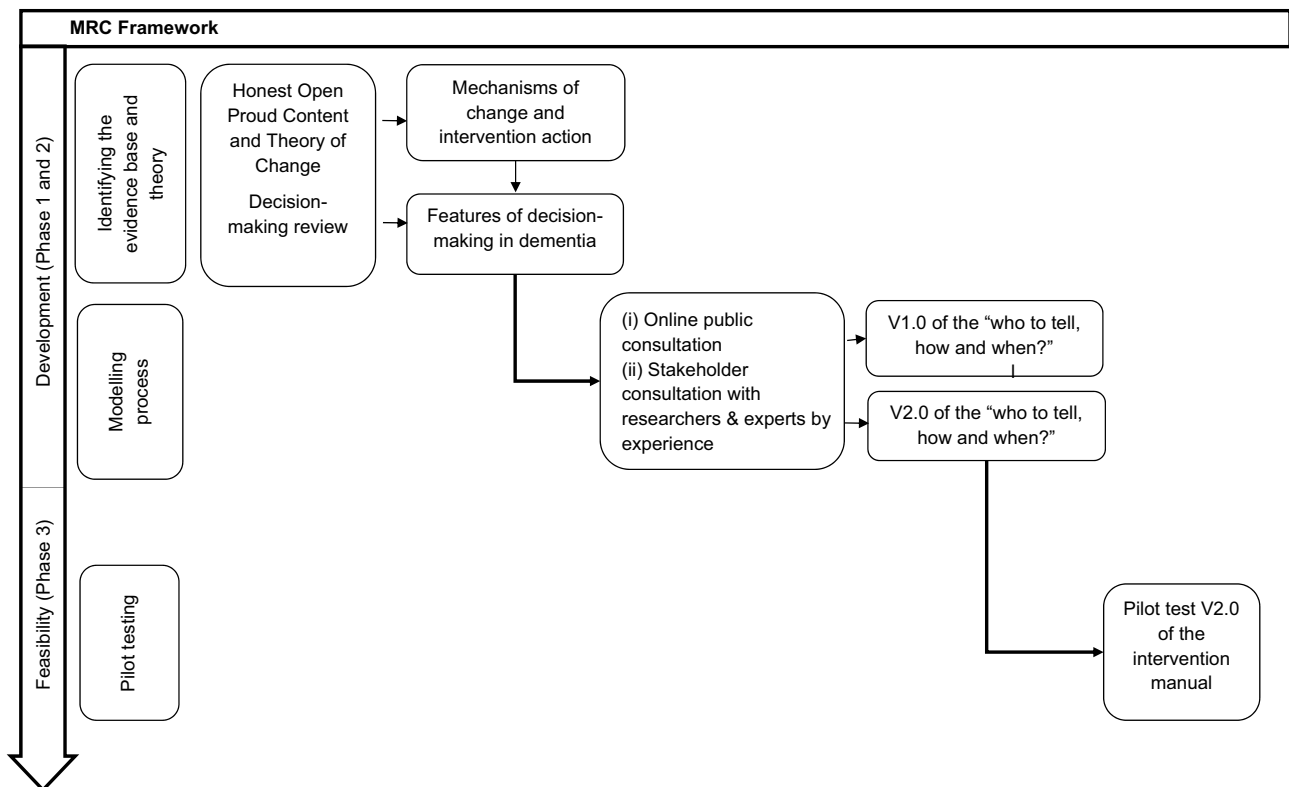 MRC Framework
Development (Phase 1 and 2)
Identifying the
evidence base and
theory
Honest Open
Proud Content
and Theory of
Change
Decision-
making review
Mechanisms of
change and
intervention action
Features of decision-
making in dementia
Modelling
process
(i) Online public
consultation
(ii) Stakeholder
consultation with
researchers & experts by
experience
V1.0 of the “who to tell,
how and when?”
V2.0 of the “who to tell,
how and when?”
Feasibility (Phase 3)
Pilot testing
Pilot test V2.0
of the
intervention
manual